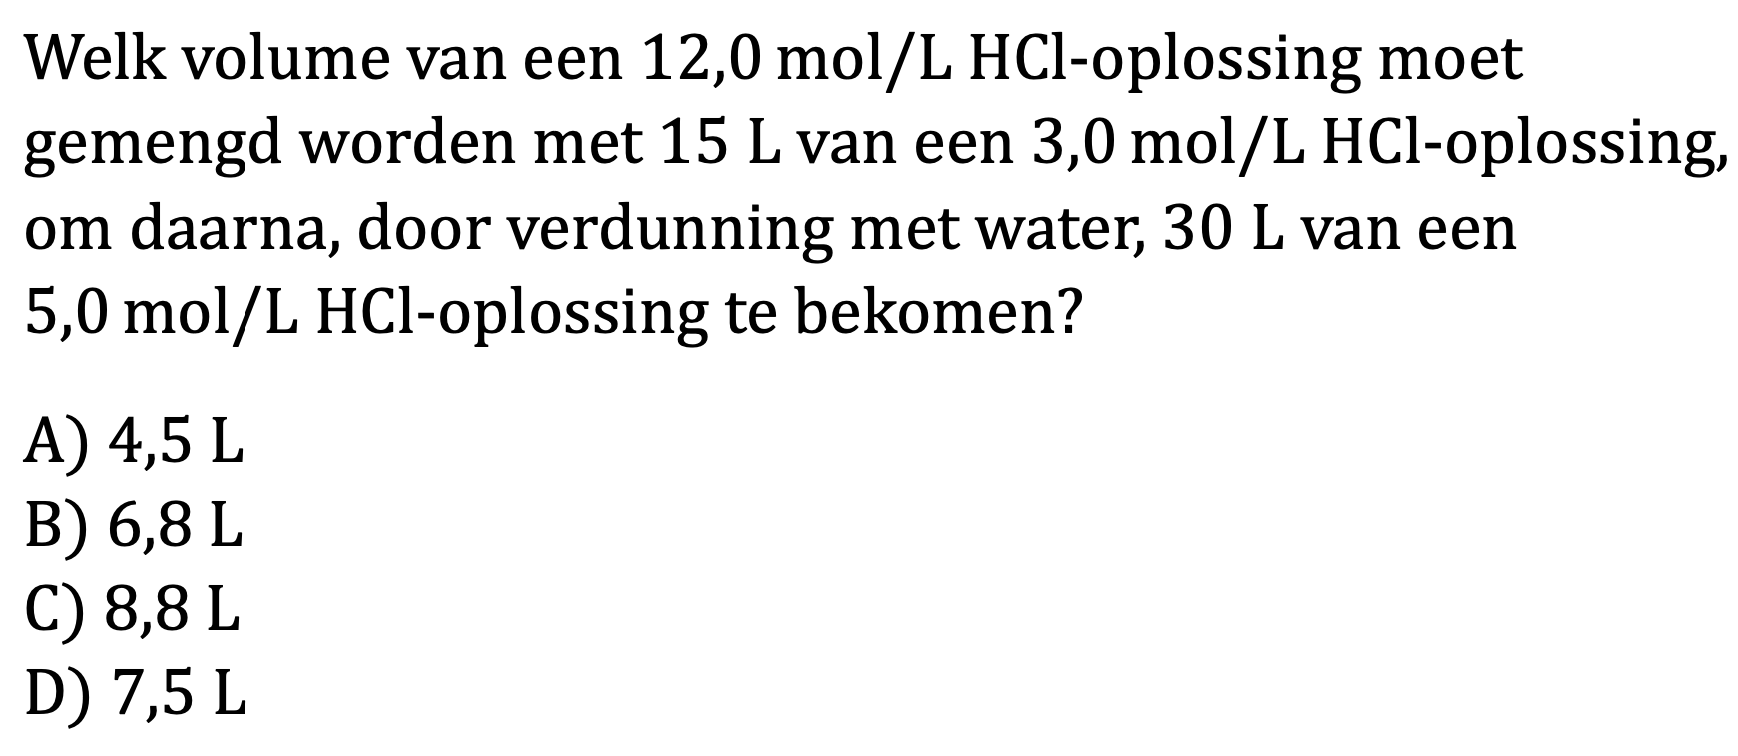 Welk volume van een 12,0 mol/L HCl-oplossing moet
gemengd worden met 15 L van een 3,0 mol/L HCl-oplossing,
om daarna, door verdunning met water, 30 L van een
5,0 mol/L HCl-oplossing te bekomen?
A) 4,5 L
B) 6,8 L
C) 8,8 L
D) 7,5 L